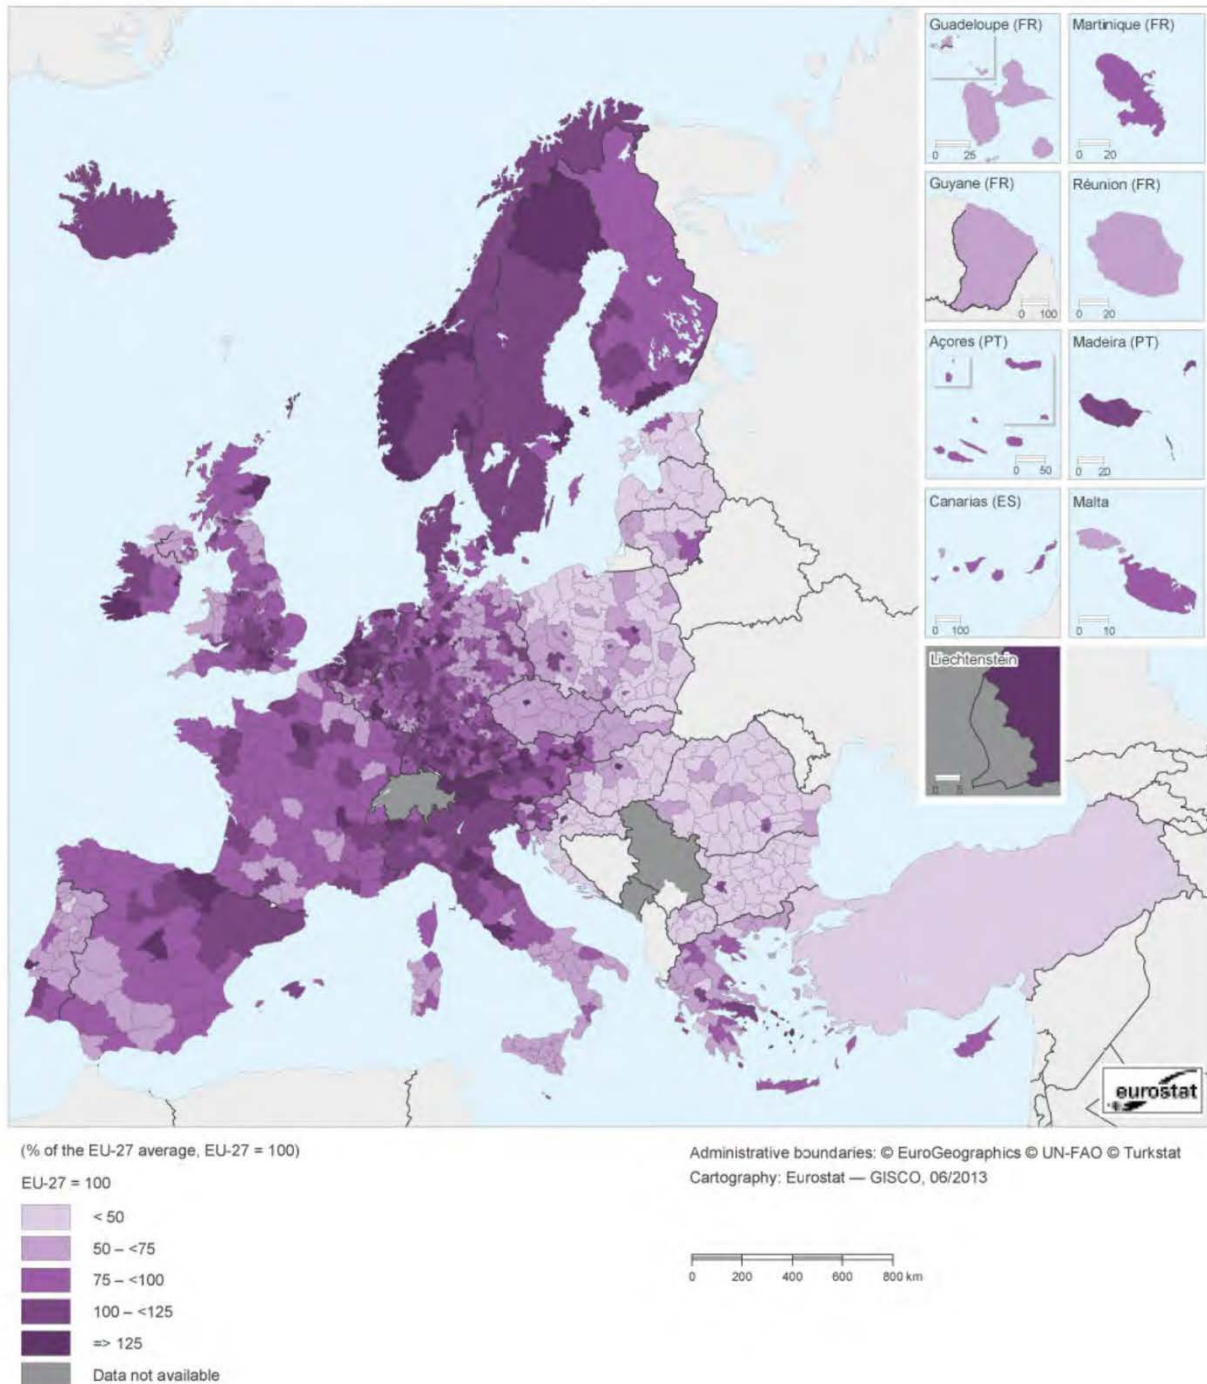 Guadeloupe (FR)
0 25
Martinique (FR)
0 20
Guyane (FR)
0 100
Réunion (FR)
0 20
Açores (PT)
0 50
Madeira (PT)
0 20
Canarias (ES)
0 100
Malta
0 10
Liechtenstein
0 5
eurostat
(% of the EU-27 average, EU-27 = 100)
EU-27 = 100
< 50
50 – <75
75 – <100
100 – <125
=> 125
Data not available
Administrative boundaries: © EuroGeographics © UN-FAO © Turkstat
Cartography: Eurostat — GISCO, 06/2013
0 200 400 600 800 km